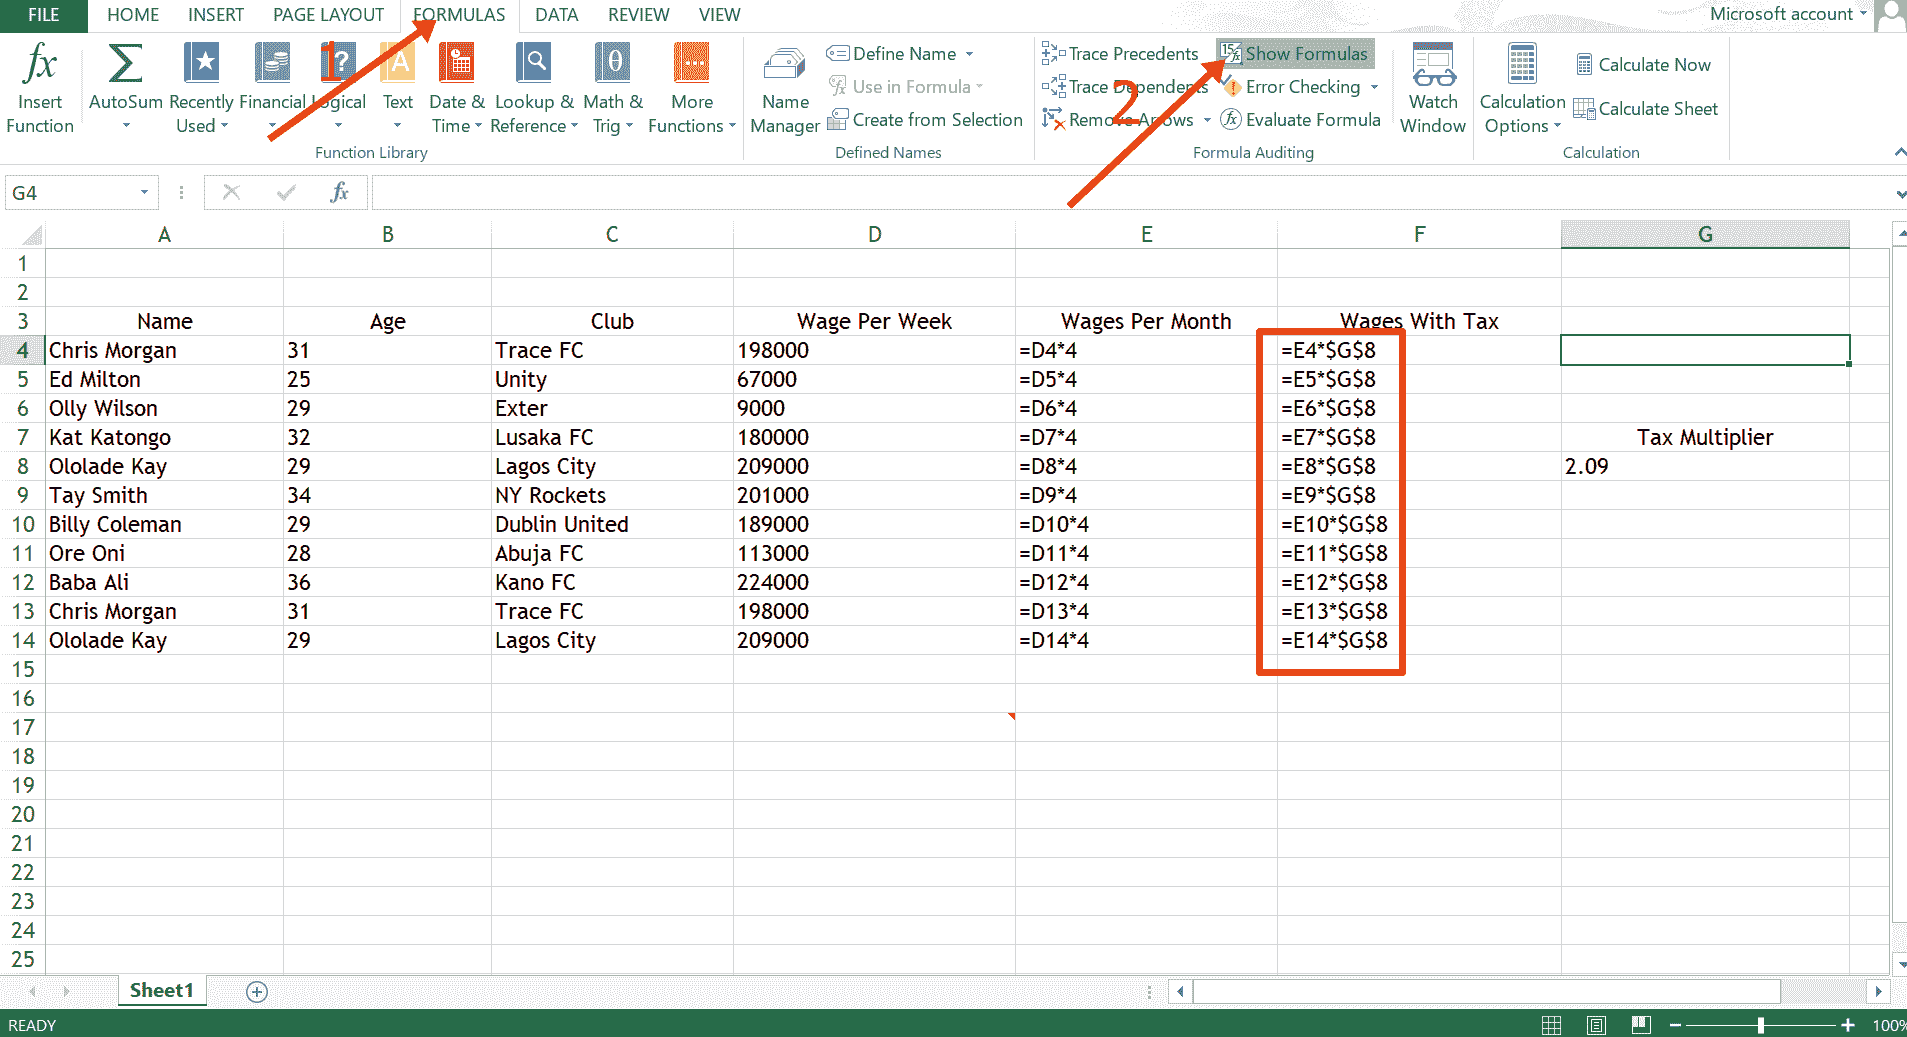 FILE HOME INSERT PAGE LAYOUT FORMULAS DATA REVIEW VIEW Microsoft account
1
2
fx Insert Function
Σ AutoSum
Recently Used
Financial
Logical
Text
Date & Time
Lookup & Reference
Math & Trig
More Functions
Function Library
Name Manager
Define Name
Use in Formula
Create from Selection
Defined Names
Trace Precedents
Trace Dependents
Remove Arrows
Show Formulas
Error Checking
Evaluate Formula
Formula Auditing
Watch Window
Calculation Options
Calculate Now
Calculate Sheet
Calculation
G4 fx
A B C D E F G
1
2
3 Name Age Club Wage Per Week Wages Per Month Wages With Tax
4 Chris Morgan 31 Trace FC 198000 =D4*4 =E4*$G$8
5 Ed Milton 25 Unity 67000 =D5*4 =E5*$G$8
6 Olly Wilson 29 Exter 9000 =D6*4 =E6*$G$8
7 Kat Katongo 32 Lusaka FC 180000 =D7*4 =E7*$G$8 Tax Multiplier
8 Ololade Kay 29 Lagos City 209000 =D8*4 =E8*$G$8 2.09
9 Tay Smith 34 NY Rockets 201000 =D9*4 =E9*$G$8
10 Billy Coleman 29 Dublin United 189000 =D10*4 =E10*$G$8
11 Ore Oni 28 Abuja FC 113000 =D11*4 =E11*$G$8
12 Baba Ali 36 Kano FC 224000 =D12*4 =E12*$G$8
13 Chris Morgan 31 Trace FC 198000 =D13*4 =E13*$G$8
14 Ololade Kay 29 Lagos City 209000 =D14*4 =E14*$G$8
15
16
17
18
19
20
21
22
23
24
25
Sheet1
READY 100%